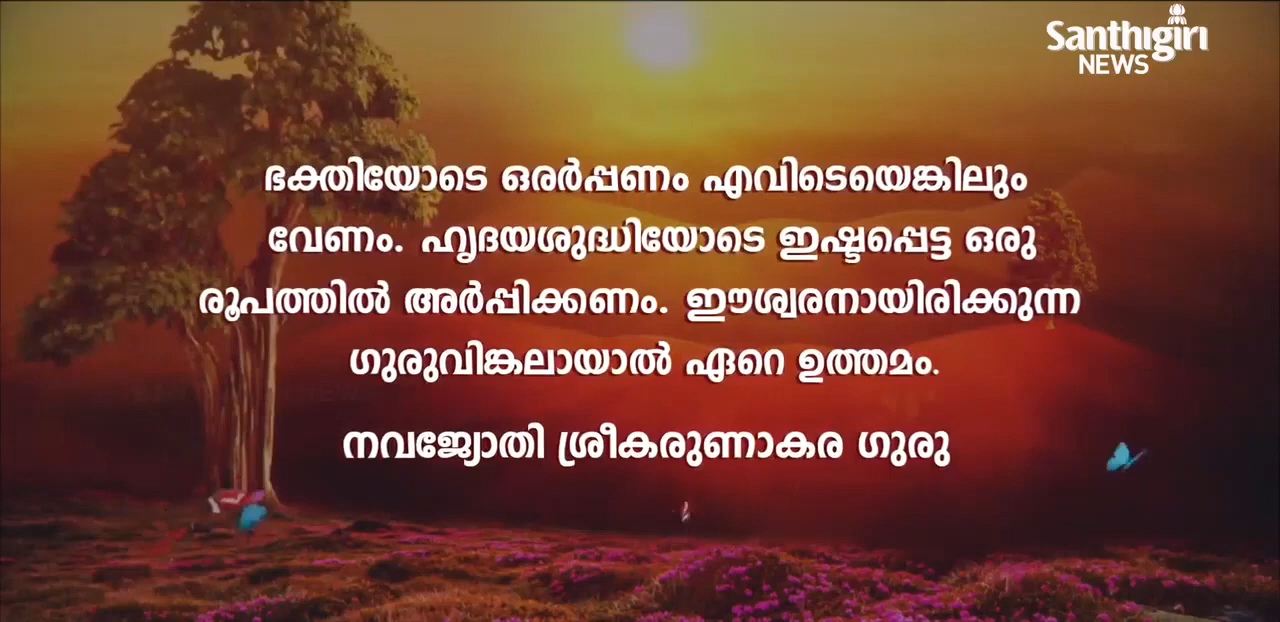 Santhigiri
NEWS
ഭക്തിയോടെ ഒരർപ്പണം എവിടെയെങ്കിലും
വേണം. ഹൃദയശുദ്ധിയോടെ ഇഷ്ടപ്പെട്ട ഒരു
രൂപത്തിൽ അർപ്പിക്കണം. ഈശ്വരനായിരിക്കുന്ന
ഗുരുവിങ്കലായാൽ ഏറെ ഉത്തമം.
നവജ്യോതി ശ്രീകരുണാകര ഗുരു